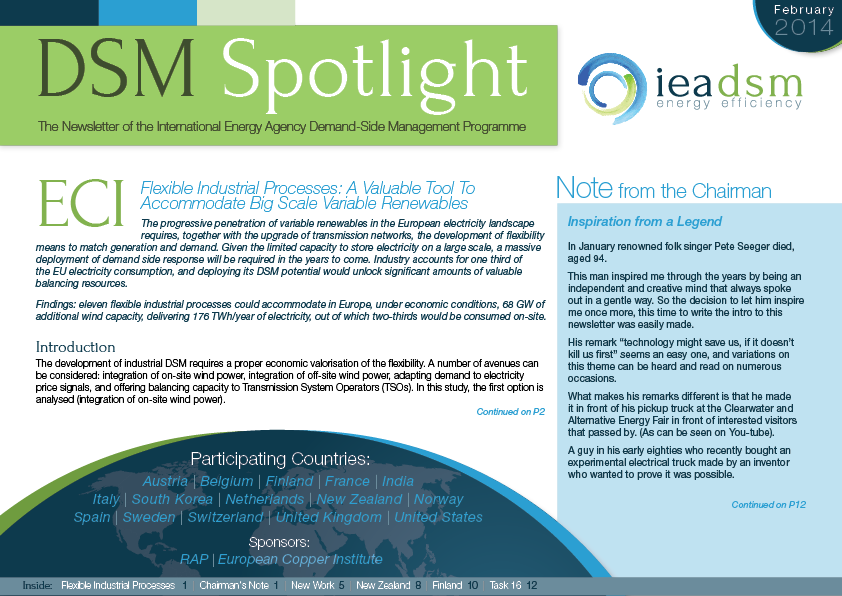 February
2014
DSM Spotlight
The Newsletter of the International Energy Agency Demand-Side Management Programme
ieadsm
energy efficiency
ECI
Flexible Industrial Processes: A Valuable Tool To
Accommodate Big Scale Variable Renewables
The progressive penetration of variable renewables in the European electricity landscape
requires, together with the upgrade of transmission networks, the development of flexibility
means to match generation and demand. Given the limited capacity to store electricity on a large scale, a massive
deployment of demand side response will be required in the years to come. Industry accounts for one third of
the EU electricity consumption, and deploying its DSM potential would unlock significant amounts of valuable
balancing resources.
Findings: eleven flexible industrial processes could accommodate in Europe, under economic conditions, 68 GW of
additional wind capacity, delivering 176 TWh/year of electricity, out of which two-thirds would be consumed on-site.
Introduction
The development of industrial DSM requires a proper economic valorisation of the flexibility. A number of avenues can
be considered: integration of on-site wind power, integration of off-site wind power, adapting demand to electricity
price signals, and offering balancing capacity to Transmission System Operators (TSOs). In this study, the first option is
analysed (integration of on-site wind power).
Continued on P2
Note from the Chairman
Inspiration from a Legend
In January renowned folk singer Pete Seeger died,
aged 94.
This man inspired me through the years by being an
independent and creative mind that always spoke
out in a gentle way. So the decision to let him inspire
me once more, this time to write the intro to this
newsletter was easily made.
His remark “technology might save us, if it doesn’t
kill us first” seems an easy one, and variations on
this theme can be heard and read on numerous
occasions.
What makes his remarks different is that he made
it in front of his pickup truck at the Clearwater and
Alternative Energy Fair in front of interested visitors
that passed by. (As can be seen on You-tube).
A guy in his early eighties who recently bought an
experimental electrical truck made by an inventor
who wanted to prove it was possible.
Continued on P12
Participating Countries:
Austria | Belgium | Finland | France | India
Italy | South Korea | Netherlands | New Zealand | Norway
Spain | Sweden | Switzerland | United Kingdom | United States
Sponsors:
RAP | European Copper Institute
Inside: Flexible Industrial Processes 1 | Chairman's Note 1 | New Work 5 | New Zealand 8 | Finland 10 | Task 16 12